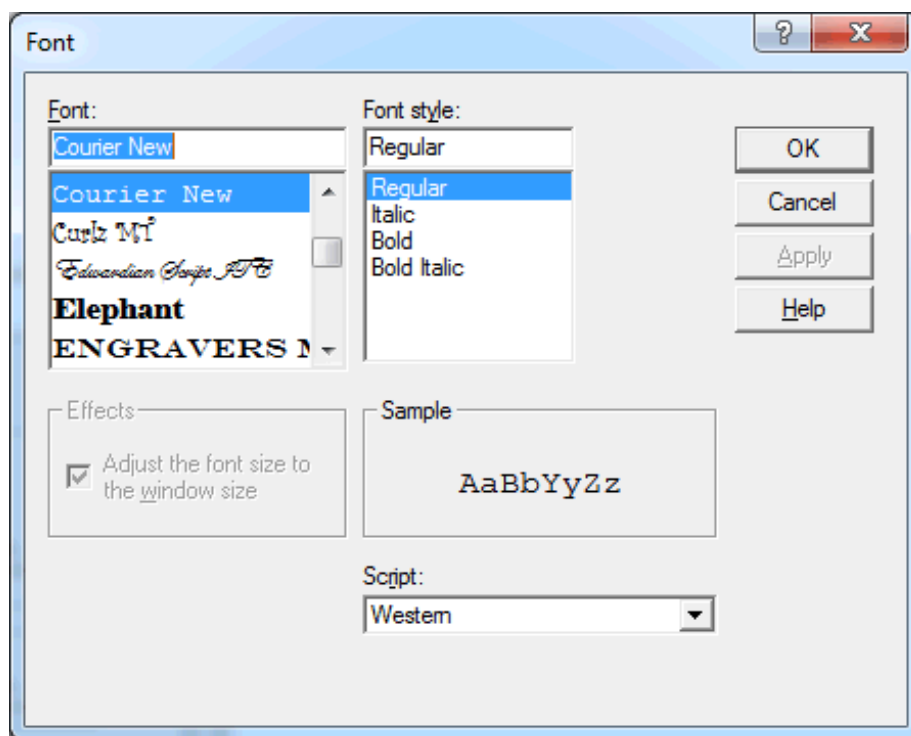 Font
Font:
Courier New
Courier New
Curlz MT
Edwardian Script ITC
Elephant
ENGRAVERS M
Font style:
Regular
Regular
Italic
Bold
Bold Italic
OK
Cancel
Apply
Help
Effects
Adjust the font size to
the window size
Sample
AaBbYyZz
Script:
Western